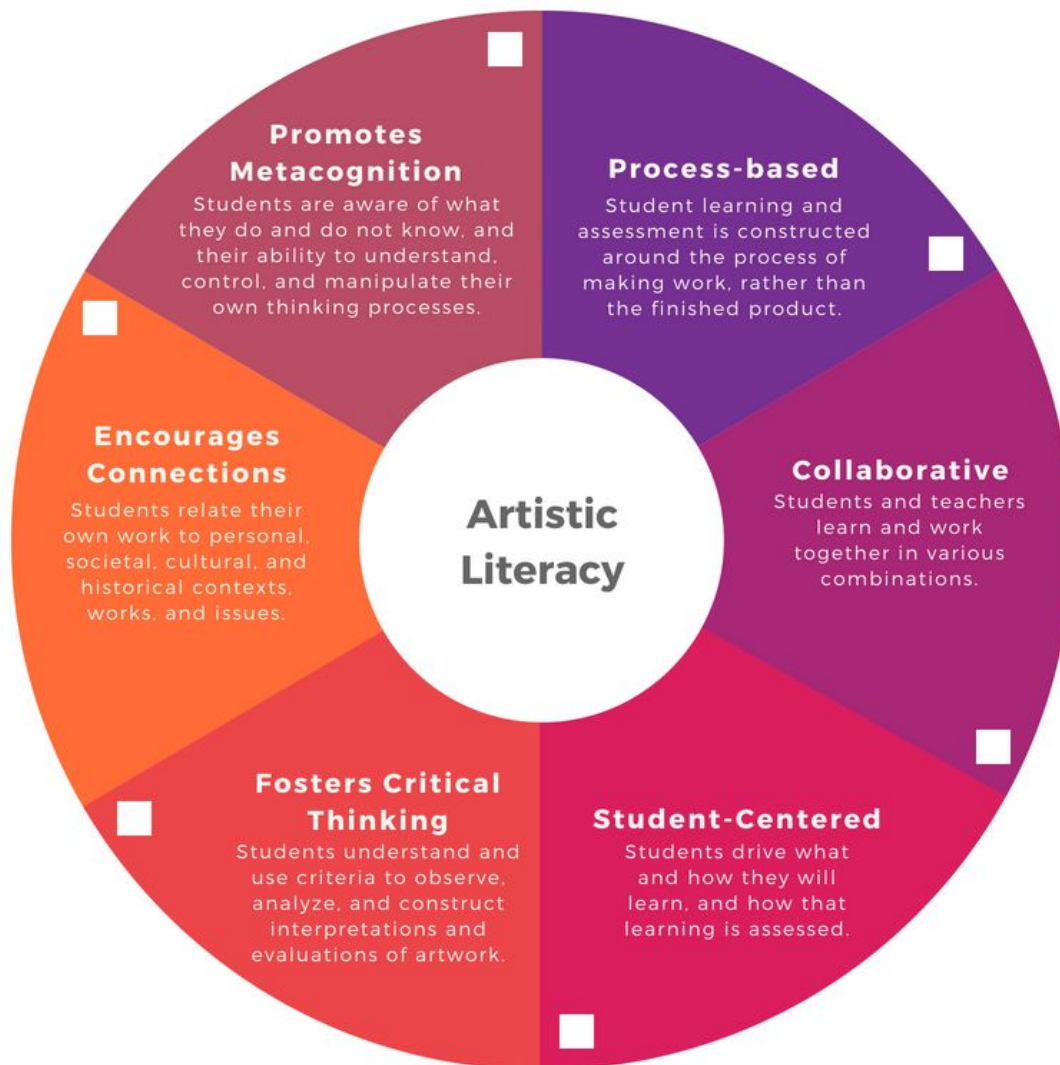 Artistic
Literacy
Process-based
Student learning and
assessment is constructed
around the process of
making work, rather than
the finished product.
Collaborative
Students and teachers
learn and work
together in various
combinations.
Student-Centered
Students drive what
and how they will
learn, and how that
learning is assessed.
Fosters Critical
Thinking
Students understand and
use criteria to observe,
analyze, and construct
interpretations and
evaluations of artwork.
Encourages
Connections
Students relate their
own work to personal,
societal, cultural, and
historical contexts,
works, and issues.
Promotes
Metacognition
Students are aware of what
they do and do not know, and
their ability to understand,
control, and manipulate their
own thinking processes.